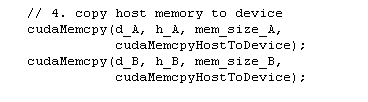 // 4. copy host memory to device
cudaMemcpy(d_A, h_A, mem_size_A,
cudaMemcpyHostToDevice);
cudaMemcpy(d_B, h_B, mem_size_B,
cudaMemcpyHostToDevice);